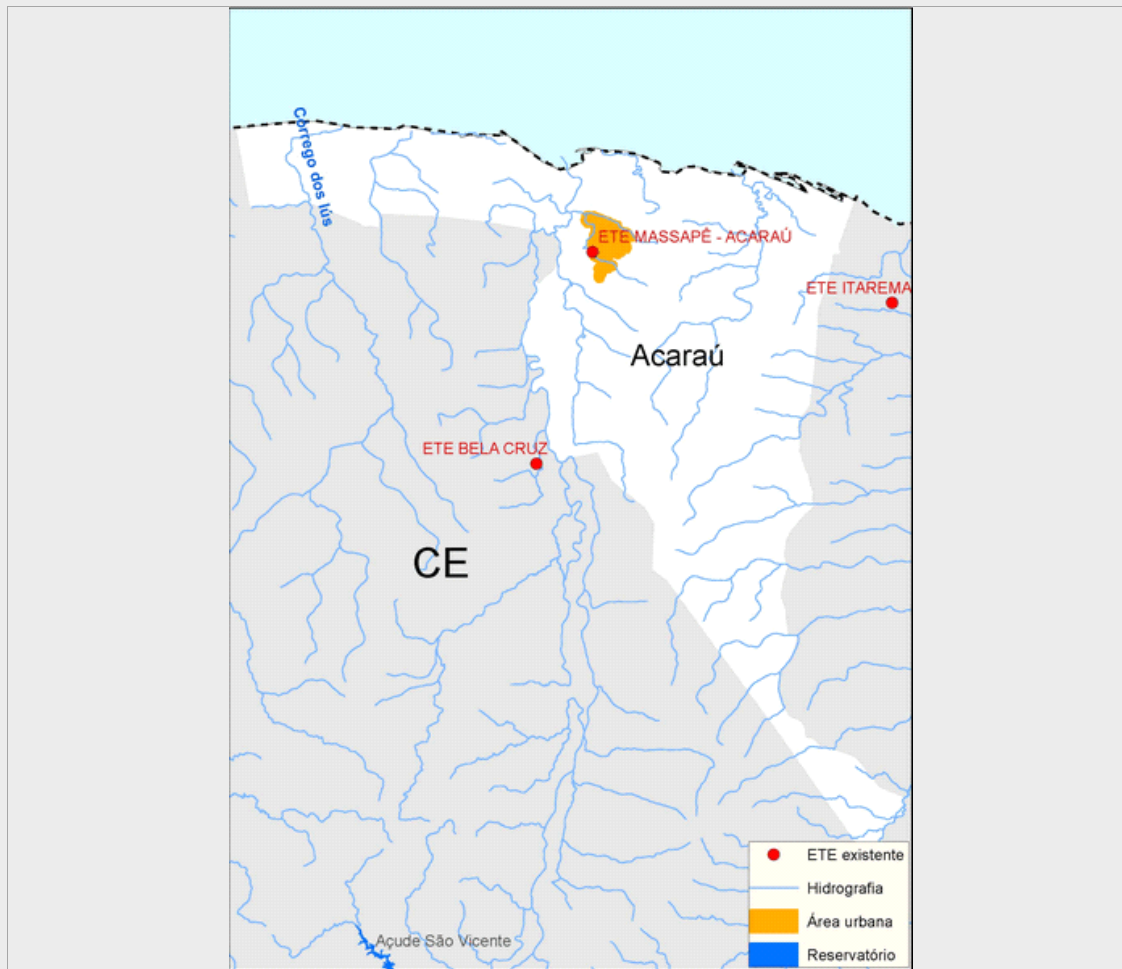 Córrego dos Iús
ETE MASSAPÊ - ACARAÚ
ETE ITAREMA
Acaraú
ETE BELA CRUZ
CE
ETE existente
Hidrografia
Área urbana
Açude São Vicente
Reservatório